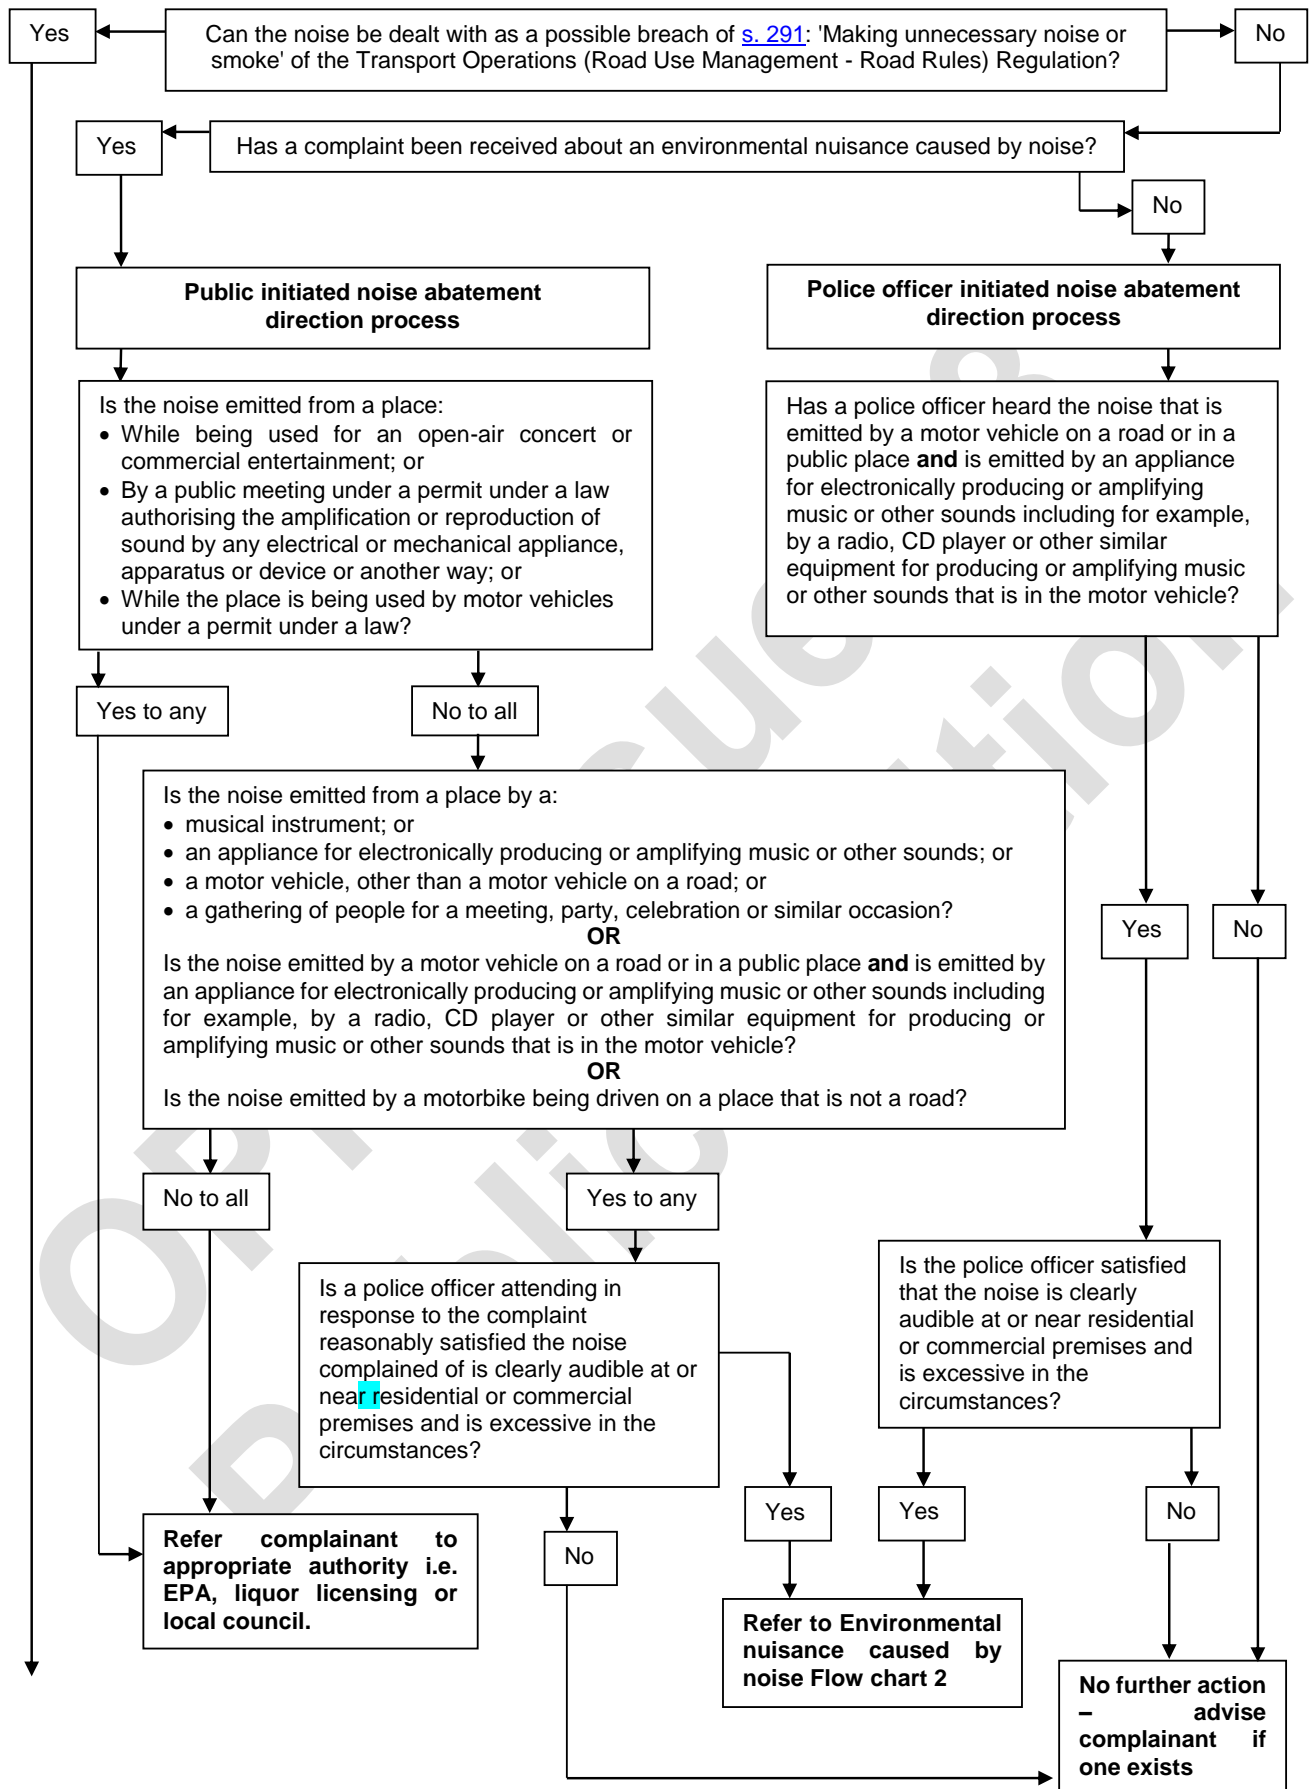 Yes
Can the noise be dealt with as a possible breach of s. 291: 'Making unnecessary noise or
smoke' of the Transport Operations (Road Use Management - Road Rules) Regulation?
No
Yes
Has a complaint been received about an environmental nuisance caused by noise?
No
Public initiated noise abatement
direction process
Police officer initiated noise abatement
direction process
Is the noise emitted from a place:
• While being used for an open-air concert or
commercial entertainment; or
• By a public meeting under a permit under a law
authorising the amplification or reproduction of
sound by any electrical or mechanical appliance,
apparatus or device or another way; or
• While the place is being used by motor vehicles
under a permit under a law?
Has a police officer heard the noise that is
emitted by a motor vehicle on a road or in a
public place and is emitted by an appliance
for electronically producing or amplifying
music or other sounds including for example,
by a radio, CD player or other similar
equipment for producing or amplifying music
or other sounds that is in the motor vehicle?
Yes to any
No to all
Is the noise emitted from a place by a:
• musical instrument; or
• an appliance for electronically producing or amplifying music or other sounds; or
• a motor vehicle, other than a motor vehicle on a road; or
• a gathering of people for a meeting, party, celebration or similar occasion?
OR
Is the noise emitted by a motor vehicle on a road or in a public place and is emitted by
an appliance for electronically producing or amplifying music or other sounds including
for example, by a radio, CD player or other similar equipment for producing or
amplifying music or other sounds that is in the motor vehicle?
OR
Is the noise emitted by a motorbike being driven on a place that is not a road?
Yes
No
No to all
Yes to any
Is a police officer attending in
response to the complaint
reasonably satisfied the noise
complained of is clearly audible at or
near residential or commercial
premises and is excessive in the
circumstances?
Is the police officer satisfied
that the noise is clearly
audible at or near residential
or commercial premises and
is excessive in the
circumstances?
Yes
Yes
No
No
Refer complainant to
appropriate authority i.e.
EPA, liquor licensing or
local council.
Refer to Environmental
nuisance caused by
noise Flow chart 2
No further action
– advise
complainant if
one exists